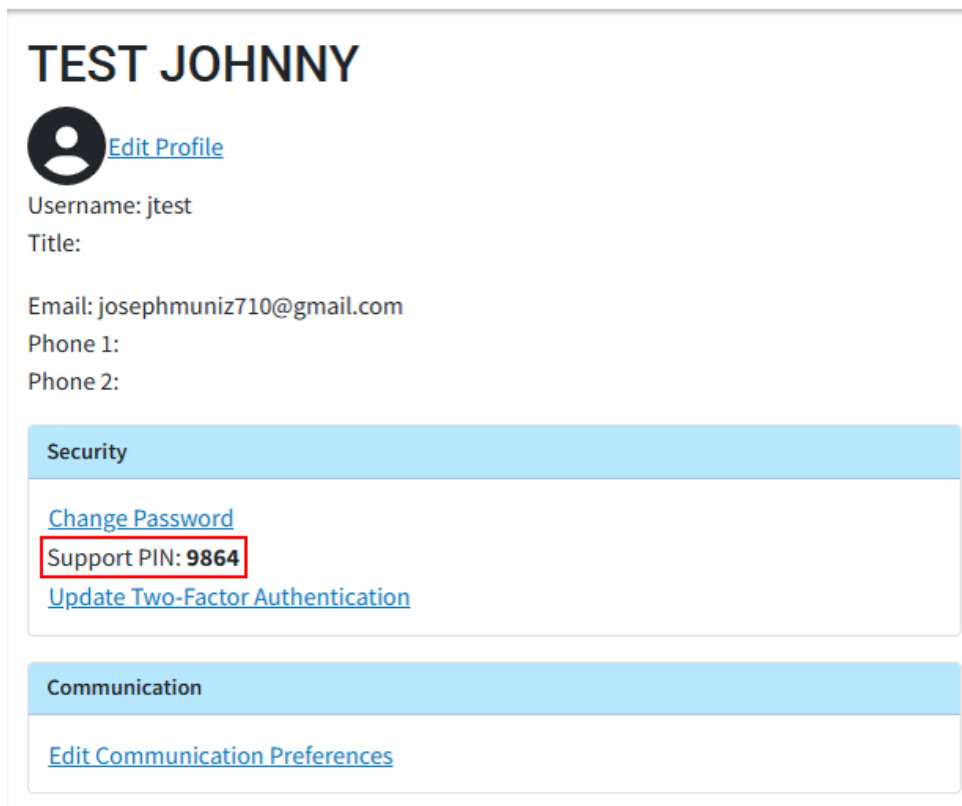 TEST JOHNNY
Edit Profile
Username: jtest
Title:
Email: josephmuniz710@gmail.com
Phone 1:
Phone 2:
Security
Change Password
Support PIN: 9864
Update Two-Factor Authentication
Communication
Edit Communication Preferences